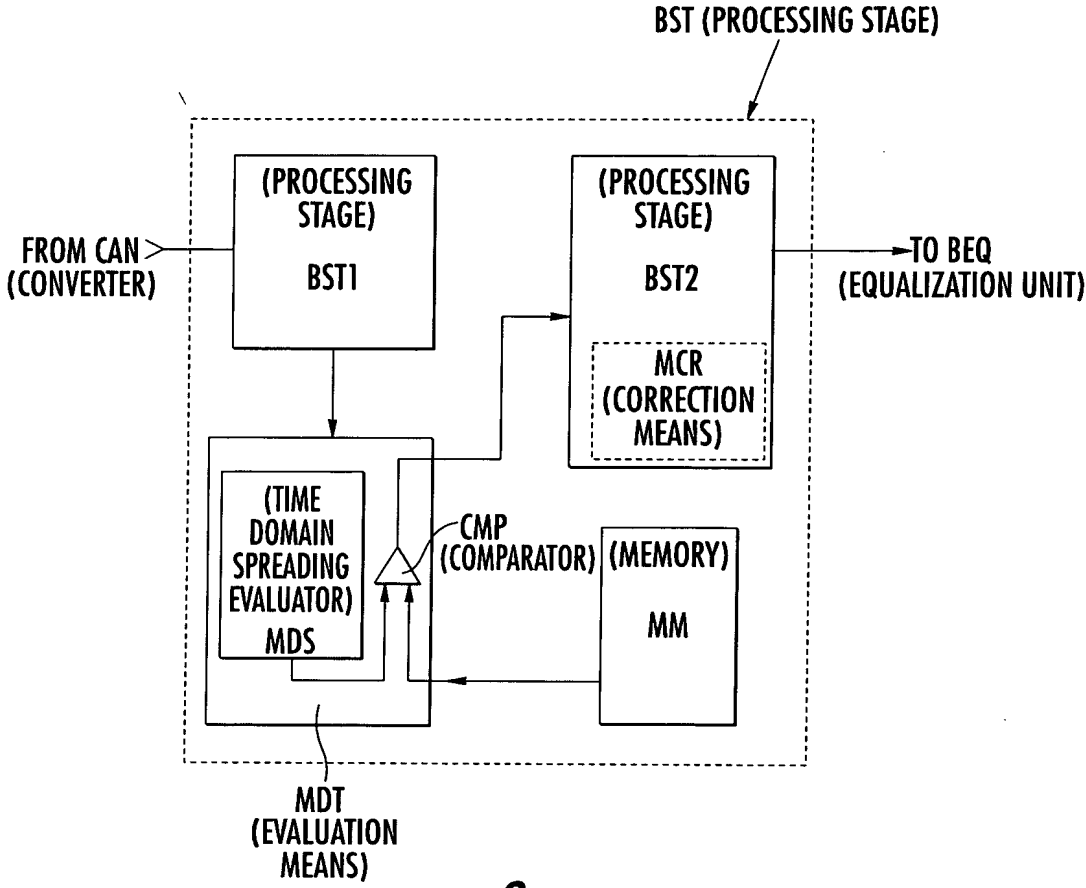 BST (PROCESSING STAGE)
(PROCESSING
STAGE)
BST1
(PROCESSING
STAGE)
BST2
FROM CAN
(CONVERTER)
TO BEQ
(EQUALIZATION UNIT)
MCR
(CORRECTION
MEANS)
(TIME
DOMAIN
SPREADING
EVALUATOR)
MDS
CMP
(COMPARATOR)
(MEMORY)
MM
MDT
(EVALUATION
MEANS)